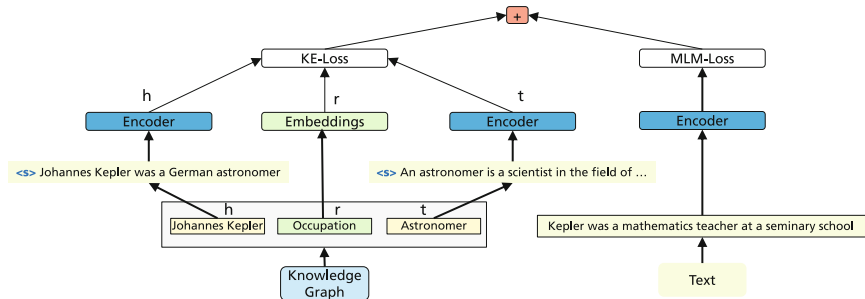 +
KE-Loss
MLM-Loss
h
r
t
Encoder
Embeddings
Encoder
Encoder
<s> Johannes Kepler was a German astronomer
<s> An astronomer is a scientist in the field of ...
h
r
t
Johannes Kepler
Occupation
Astronomer
Kepler was a mathematics teacher at a seminary school
Knowledge
Graph
Text